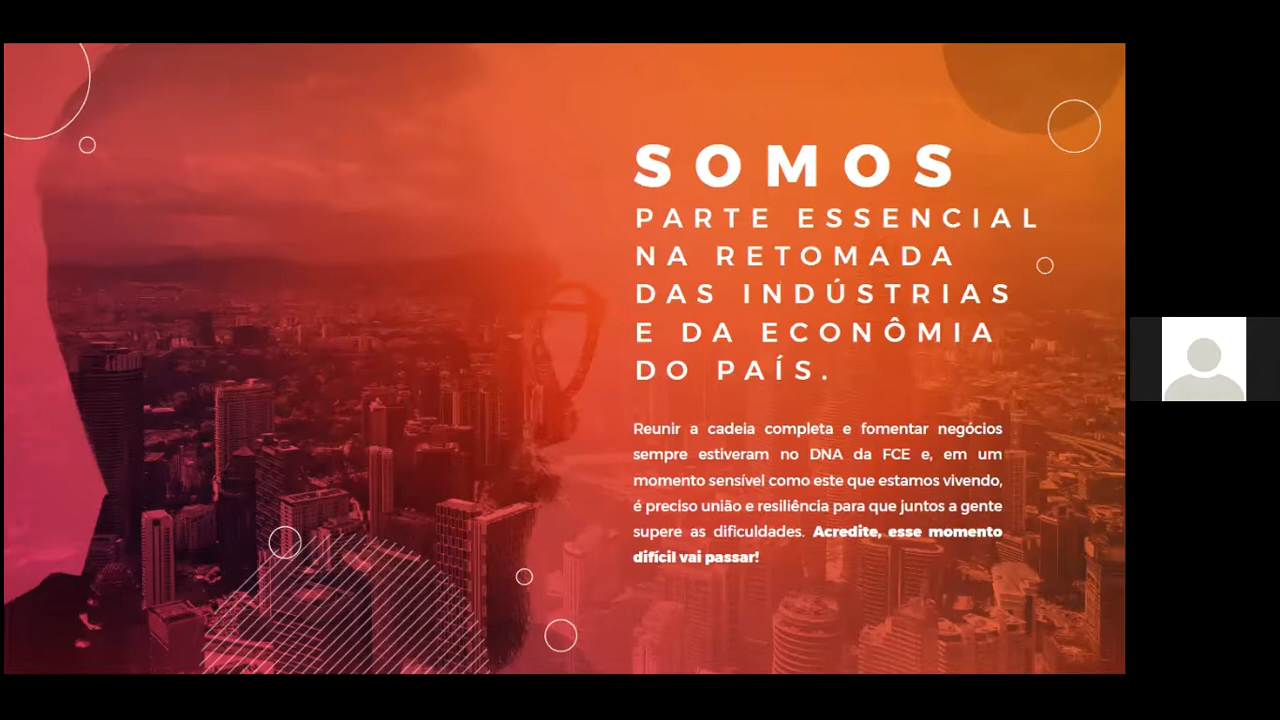 SOMOS
PARTE ESSENCIAL
NA RETOMADA
DAS INDÚSTRIAS
E DA ECONÔMIA
DO PAÍS.
Reunir a cadeia completa e fomentar negócios
sempre estiveram no DNA da FCE e, em um
momento sensível como este que estamos vivendo,
é preciso união e resiliência para que juntos a gente
supere as dificuldades. Acredite, esse momento
difícil vai passar!